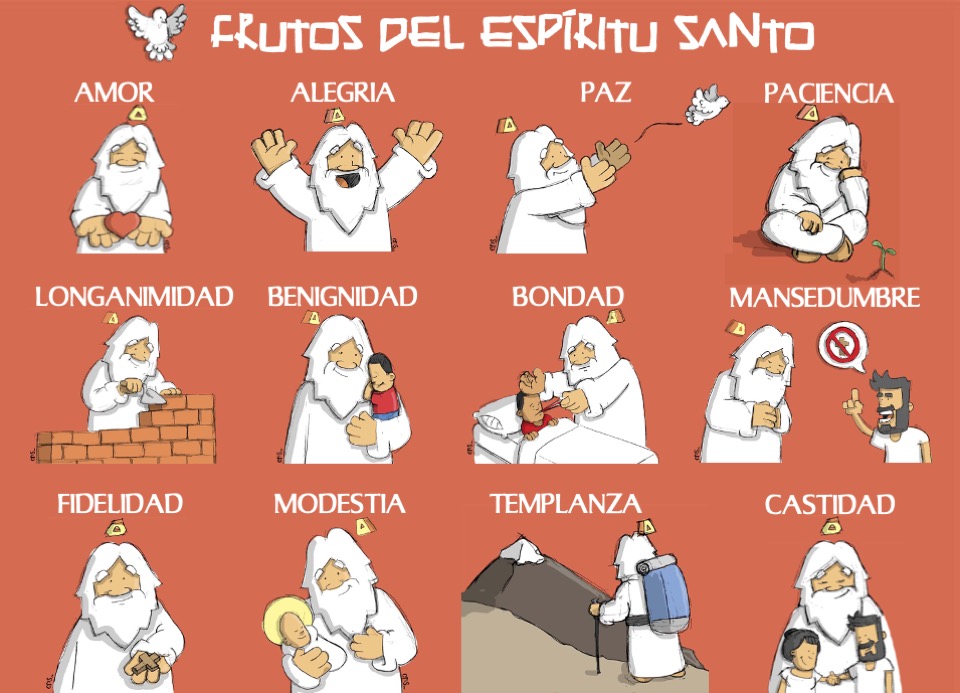 FRUTOS DEL ESPÍRITU SANTO
AMOR
ALEGRIA
PAZ
PACIENCIA
LONGANIMIDAD
BENIGNIDAD
BONDAD
MANSEDUMBRE
FIDELIDAD
MODESTIA
TEMPLANZA
CASTIDAD